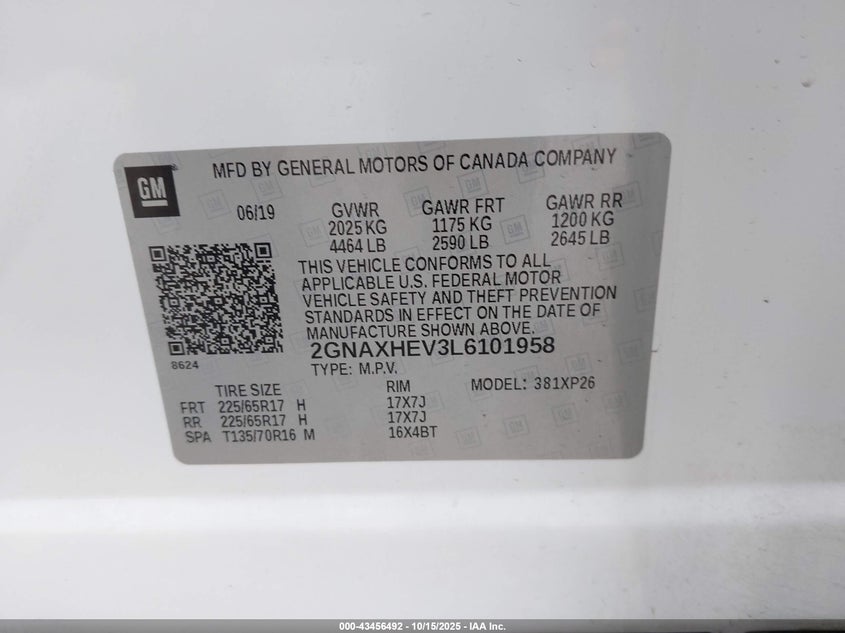 GM
MFD BY GENERAL MOTORS OF CANADA COMPANY
06/19 GVWR GAWR FRT GAWR RR
2025 KG 1175 KG 1200 KG
4464 LB 2590 LB 2645 LB
THIS VEHICLE CONFORMS TO ALL
APPLICABLE U.S. FEDERAL MOTOR
VEHICLE SAFETY AND THEFT PREVENTION
STANDARDS IN EFFECT ON THE DATE OF
MANUFACTURE SHOWN ABOVE.
8624 2GNAXHEV3L6101958
TYPE: M.P.V.
TIRE SIZE RIM MODEL: 381XP26
FRT 225/65R17 H 17X7J
RR 225/65R17 H 17X7J
SPA T135/70R16 M 16X4BT
000-43456492 - 10/15/2025 - IAA Inc.